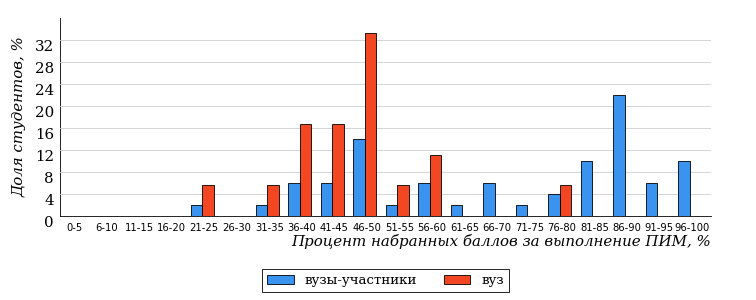 Доля студентов, %
32
28
24
20
16
12
8
4
0
0-5 6-10 11-15 16-20 21-25 26-30 31-35 36-40 41-45 46-50 51-55 56-60 61-65 66-70 71-75 76-80 81-85 86-90 91-95 96-100
Процент набранных баллов за выполнение ПИМ, %
вузы-участники вуз